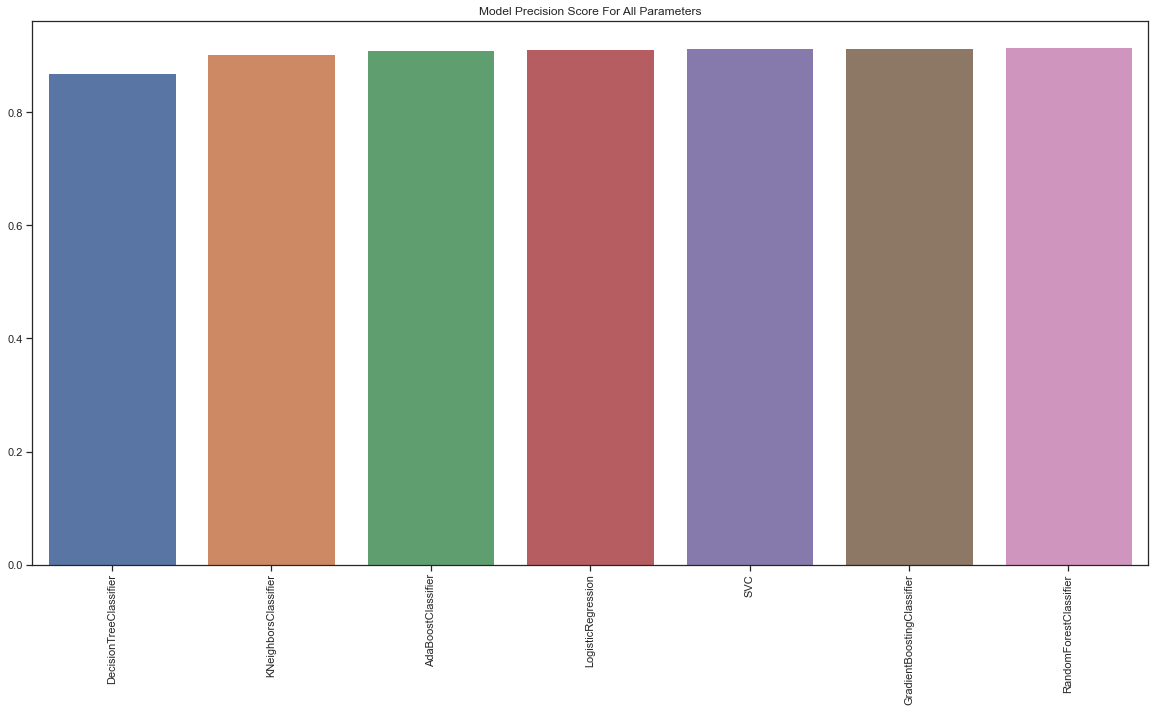 Model Precision Score For All Parameters
0.8
0.6
0.4
0.2
0.0
DecisionTreeClassifier
KNeighborsClassifier
AdaBoostClassifier
LogisticRegression
SVC
GradientBoostingClassifier
RandomForestClassifier